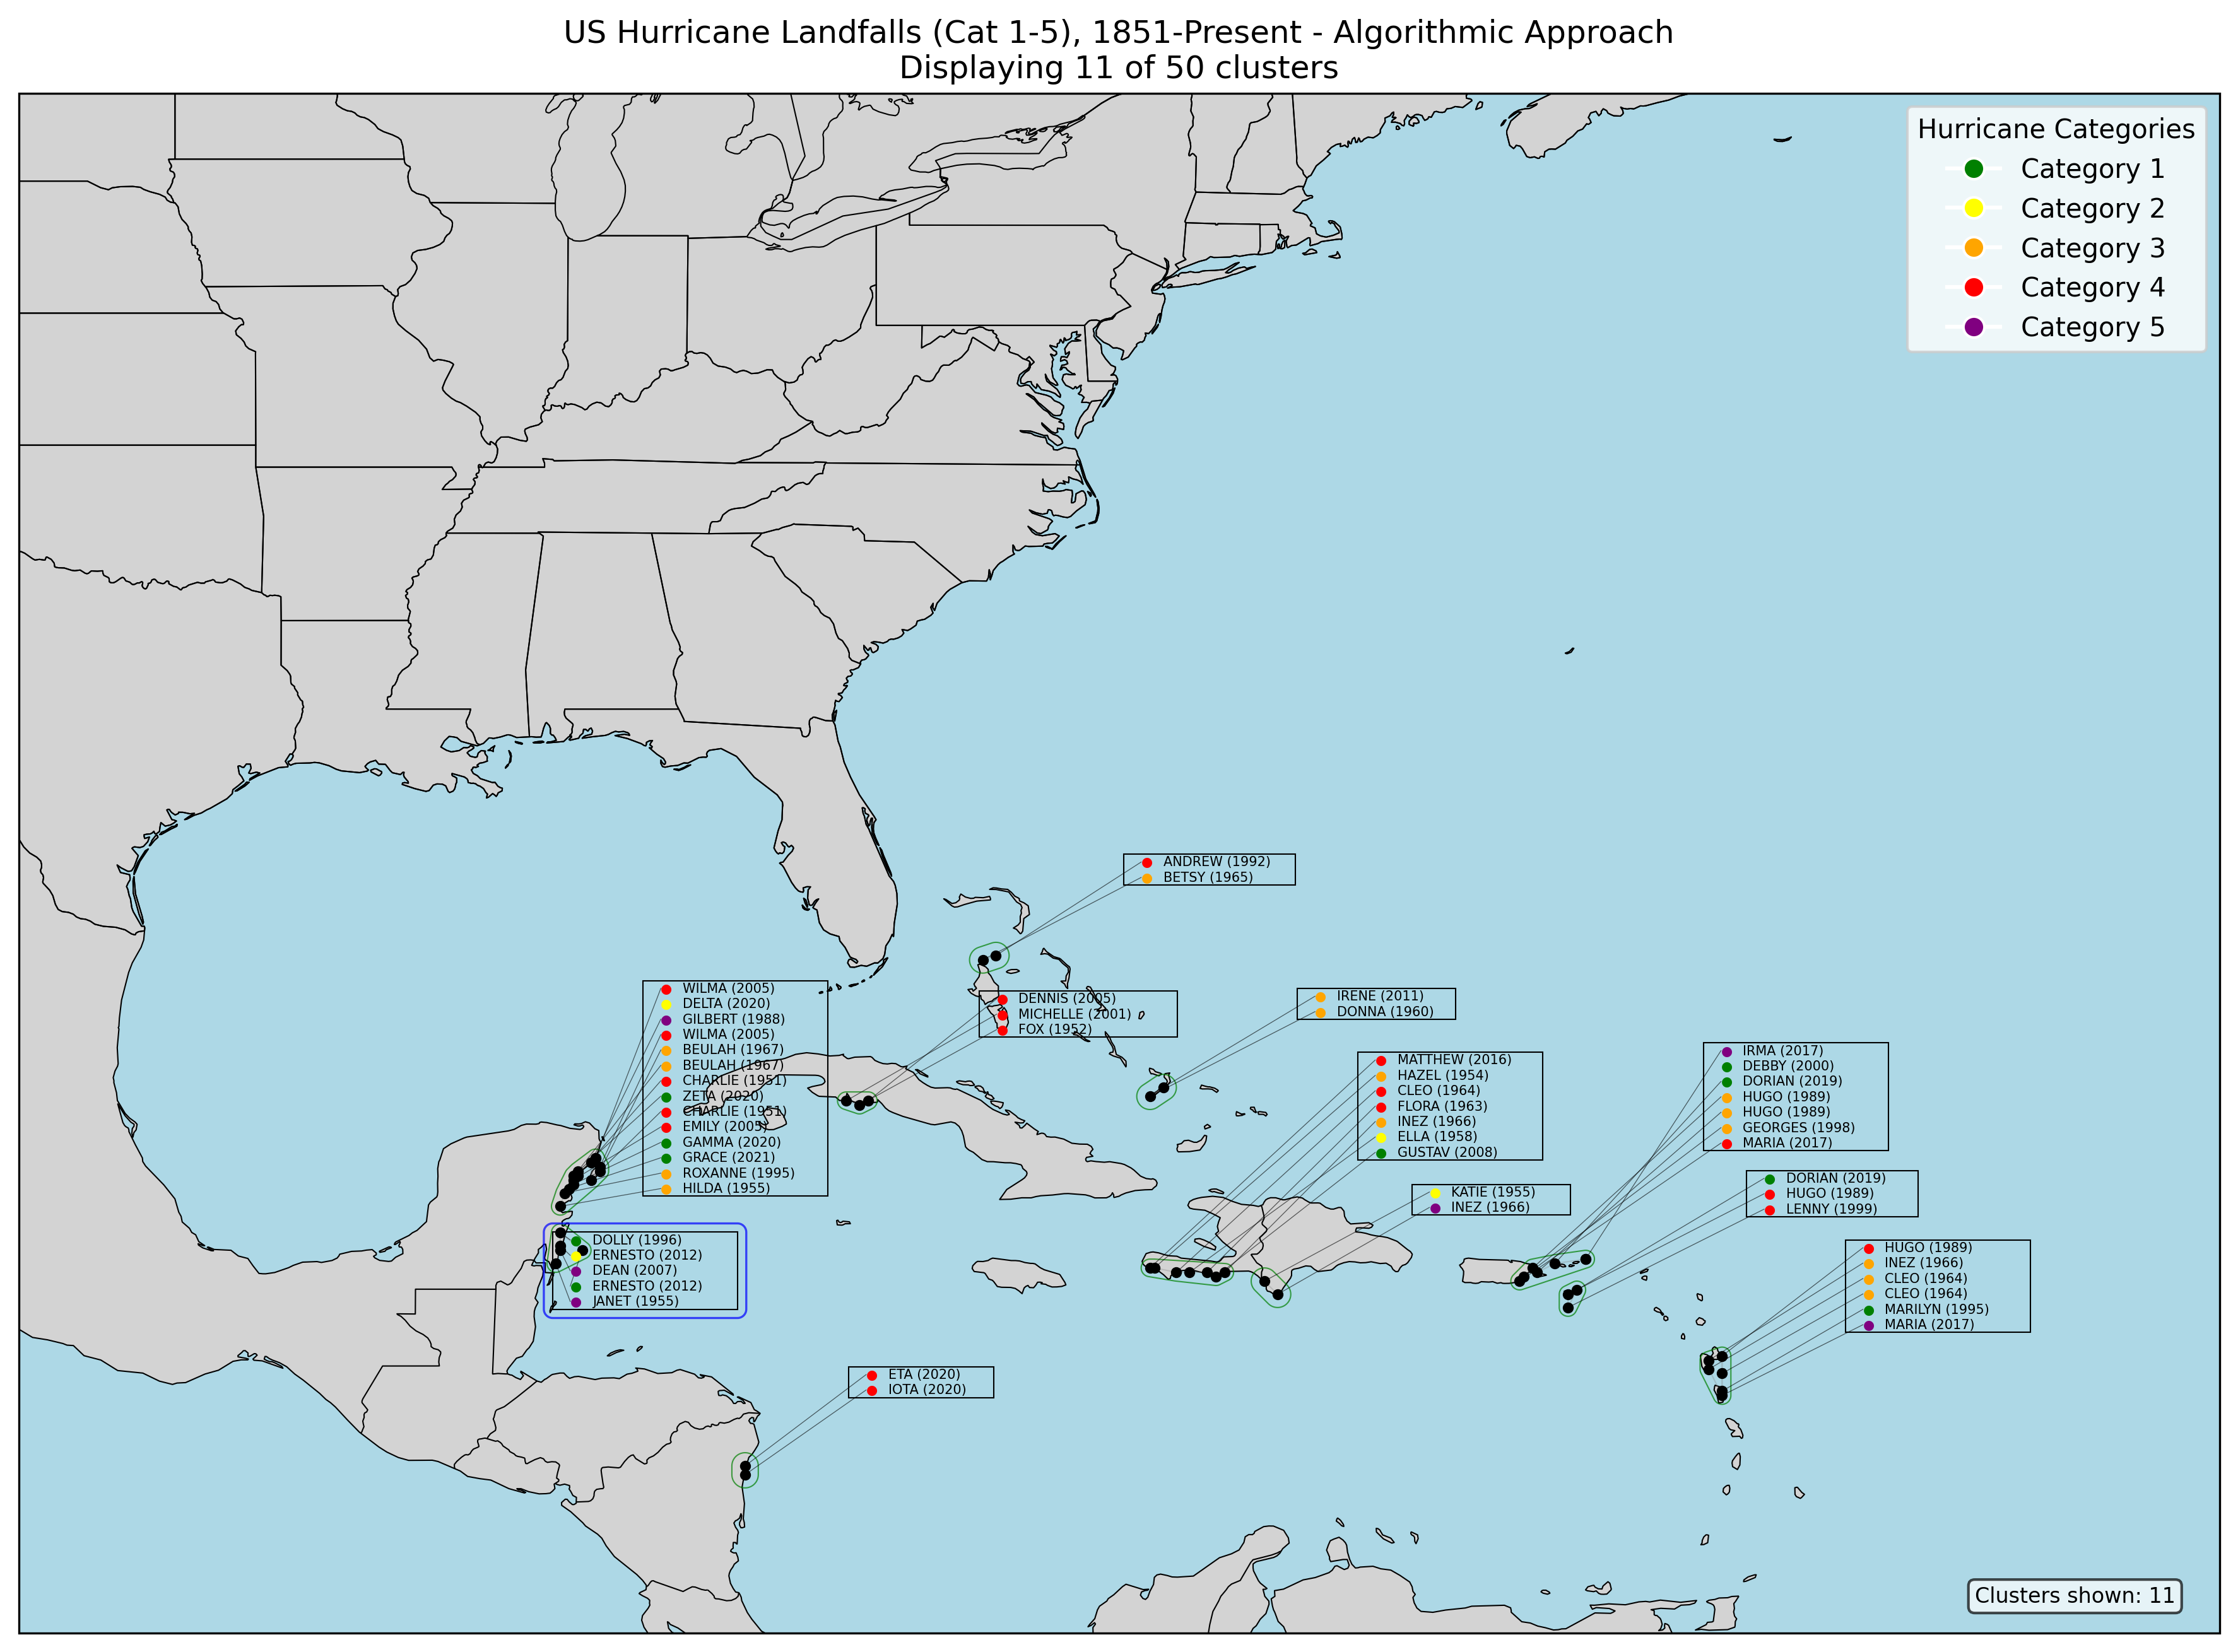 US Hurricane Landfalls (Cat 1-5), 1851-Present - Algorithmic Approach
Displaying 11 of 50 clusters
Hurricane Categories
Category 1
Category 2
Category 3
Category 4
Category 5
ANDREW (1992)
BETSY (1965)
WILMA (2005)
DELTA (2020)
GILBERT (1988)
WILMA (2005)
BEULAH (1967)
BEULAH (1967)
CHARLIE (1951)
ZETA (2020)
CHARLIE (1951)
EMILY (2005)
GAMMA (2020)
GRACE (2021)
ROXANNE (1995)
HILDA (1955)
DENNIS (2005)
MICHELLE (2001)
FOX (1952)
IRENE (2011)
DONNA (1960)
MATTHEW (2016)
HAZEL (1954)
CLEO (1964)
FLORA (1963)
INEZ (1966)
ELLA (1958)
GUSTAV (2008)
IRMA (2017)
DEBBY (2000)
DORIAN (2019)
HUGO (1989)
HUGO (1989)
GEORGES (1998)
MARIA (2017)
KATIE (1955)
INEZ (1966)
DORIAN (2019)
HUGO (1989)
LENNY (1999)
DOLLY (1996)
ERNESTO (2012)
DEAN (2007)
ERNESTO (2012)
JANET (1955)
HUGO (1989)
INEZ (1966)
CLEO (1964)
CLEO (1964)
MARILYN (1995)
MARIA (2017)
ETA (2020)
IOTA (2020)
Clusters shown: 11